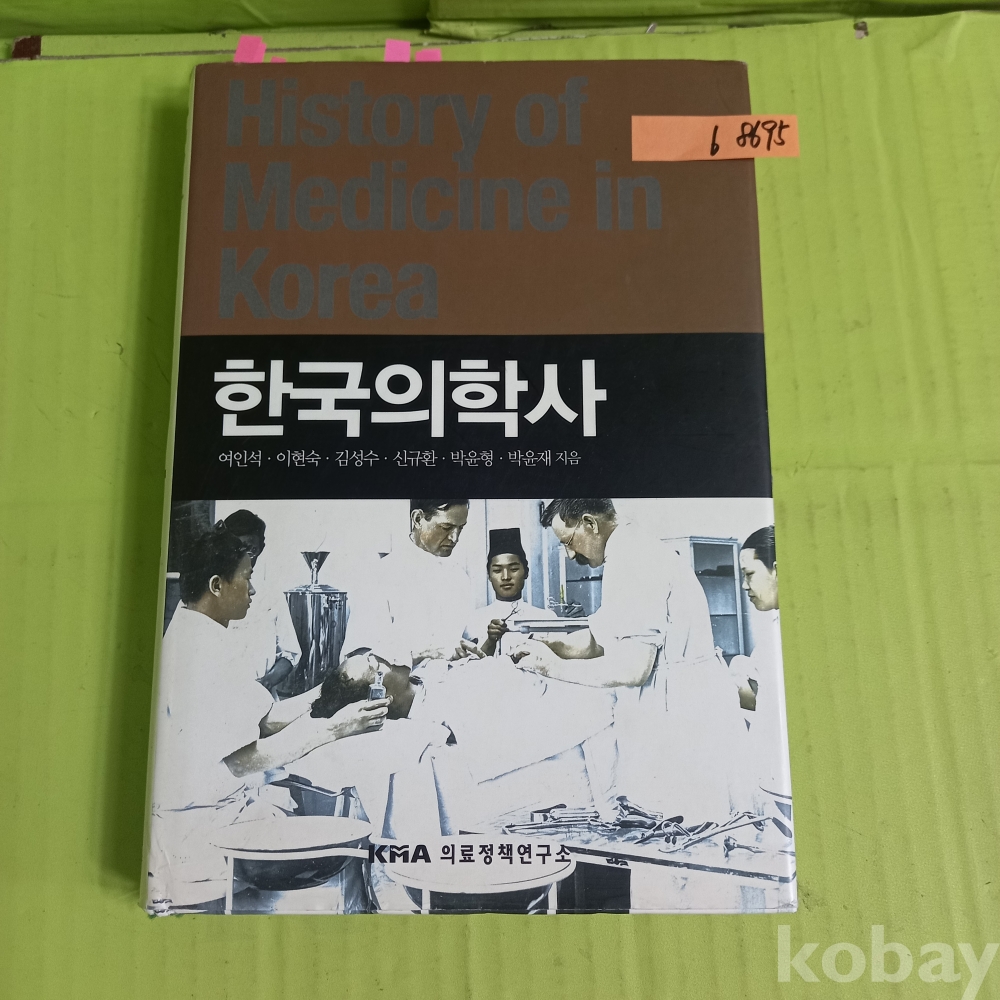 History of
Medicine in
Korea
6 8695
한국의학사
여인석 · 이현숙 · 김성수 · 신규환 · 박윤형 · 박윤재 지음
KMA 의료정책연구소
kobay